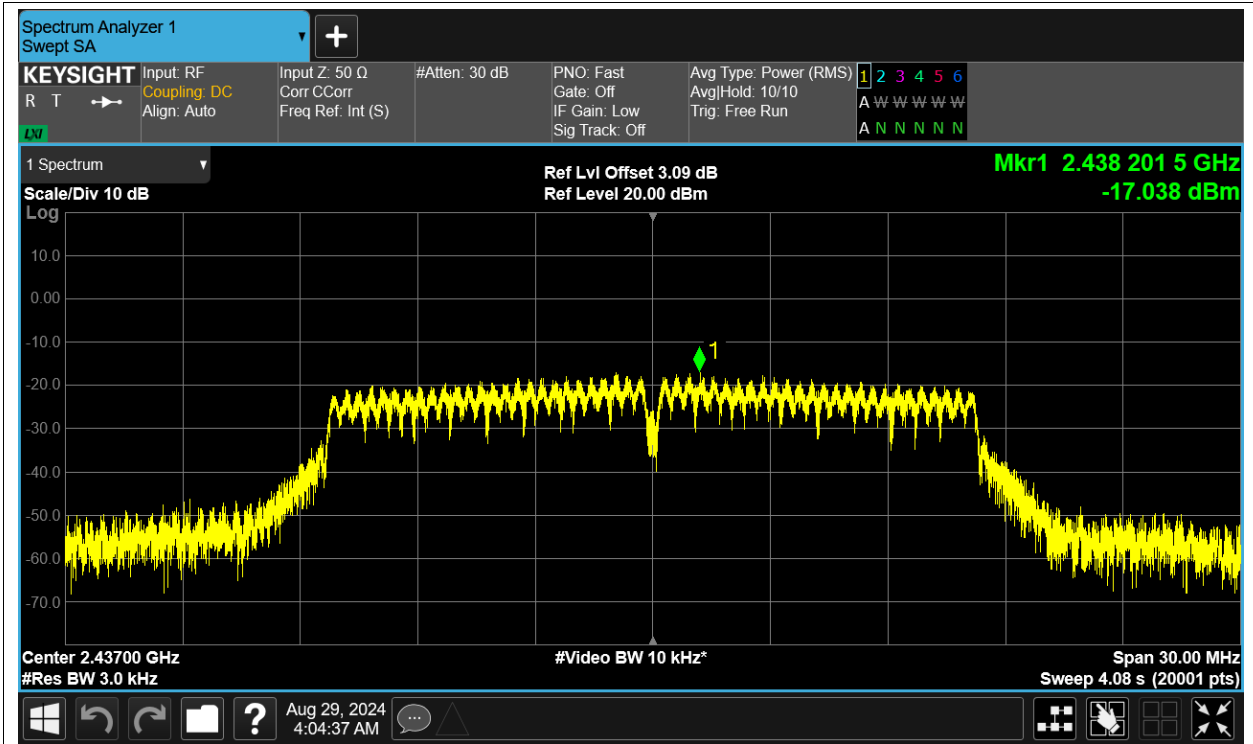 Spectrum Analyzer 1
Swept SA
KEYSIGHT
R T
LXI
Input: RF
Coupling: DC
Align: Auto
Input Z: 50 Ω
Corr CCorr
Freq Ref: Int (S)
#Atten: 30 dB
PNO: Fast
Gate: Off
IF Gain: Low
Sig Track: Off
Avg Type: Power (RMS)
Avg|Hold: 10/10
Trig: Free Run
1 2 3 4 5 6
A W W W W W
A N N N N N
1 Spectrum
Scale/Div 10 dB
Log
Ref Lvl Offset 3.09 dB
Ref Level 20.00 dBm
Mkr1 2.438 201 5 GHz
-17.038 dBm
10.0
0.00
-10.0
1
-20.0
-30.0
-40.0
-50.0
-60.0
-70.0
Center 2.43700 GHz
#Res BW 3.0 kHz
#Video BW 10 kHz*
Span 30.00 MHz
Sweep 4.08 s (20001 pts)
?
Aug 29, 2024
4:04:37 AM